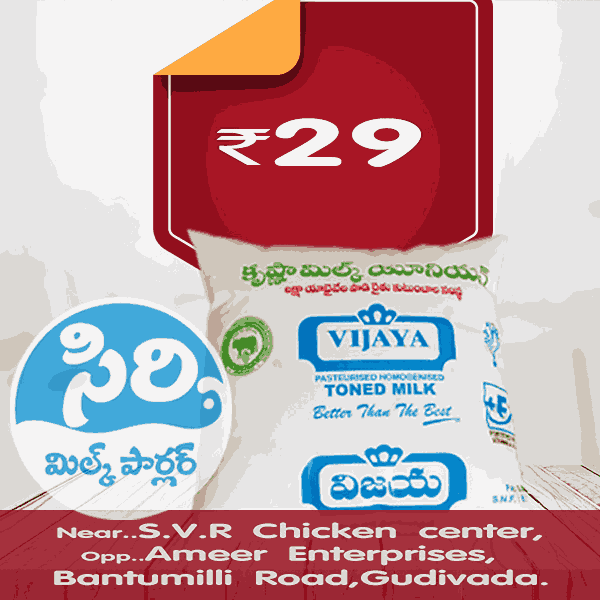 ₹29
కృష్ణా మిల్క్ యూనియన్
లక్షా యాభైవేల పాడి రైతు కుటుంబాల సంస్థ
VIJAYA
PASTEURISED HOMOGENISED
TONED MILK
Better Than The Best
విజయ
సిరి
మిల్క్ పార్లర్
Near..S.V.R Chicken center,
Opp..Ameer Enterprises,
Bantumilli Road,Gudivada.